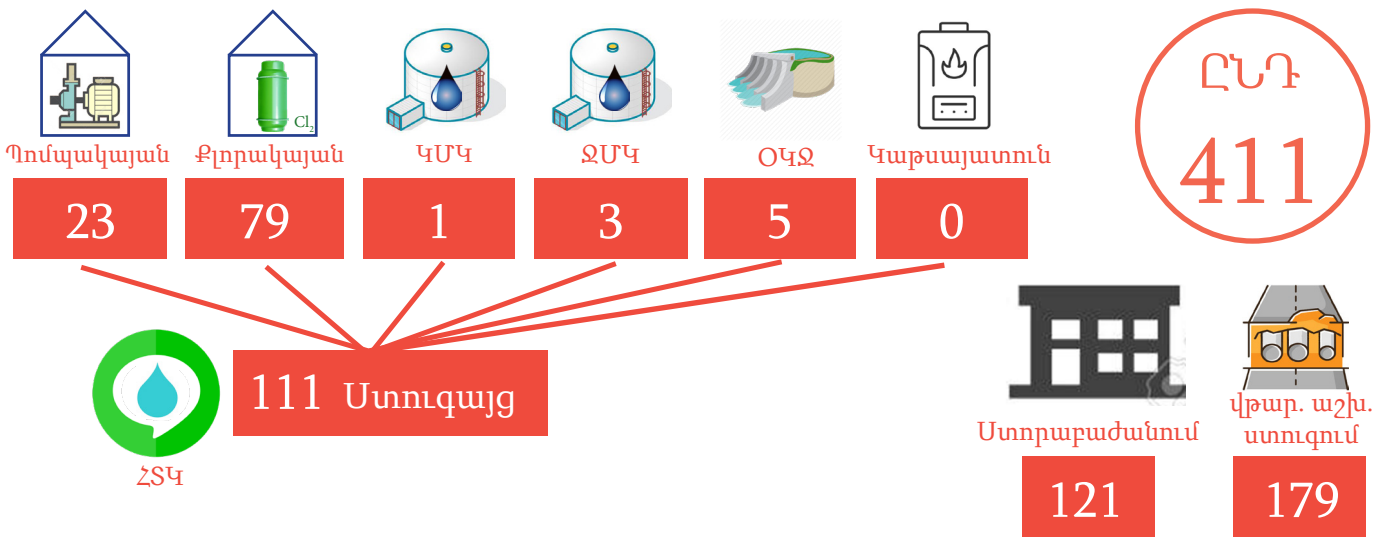 Cl2
Պոմպակայան
Քլորակայան
ԿՄԿ
ՋՄԿ
ՕԿՋ
Կաթսայատուն
23
79
1
3
5
0
ԸՆԴ
411
111 Ստուգայց
ՀՏԿ
Ստորաբաժանում
121
վթար. աշխ.
ստուգում
179